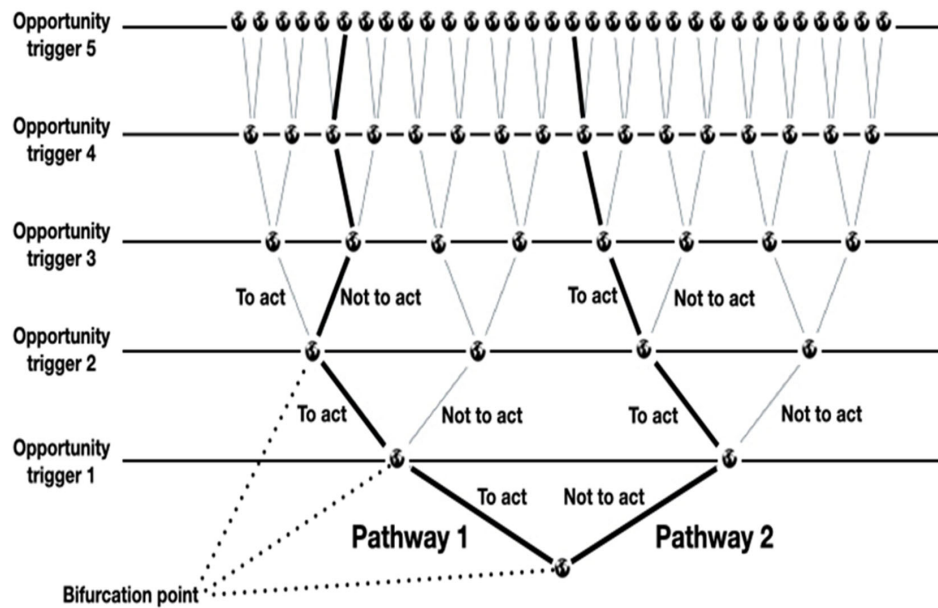 Opportunity
trigger 5
Opportunity
trigger 4
Opportunity
trigger 3
To act
Not to act
To act
Not to act
Opportunity
trigger 2
To act
Not to act
To act
Not to act
Opportunity
trigger 1
To act
Not to act
Pathway 1
Pathway 2
Bifurcation point